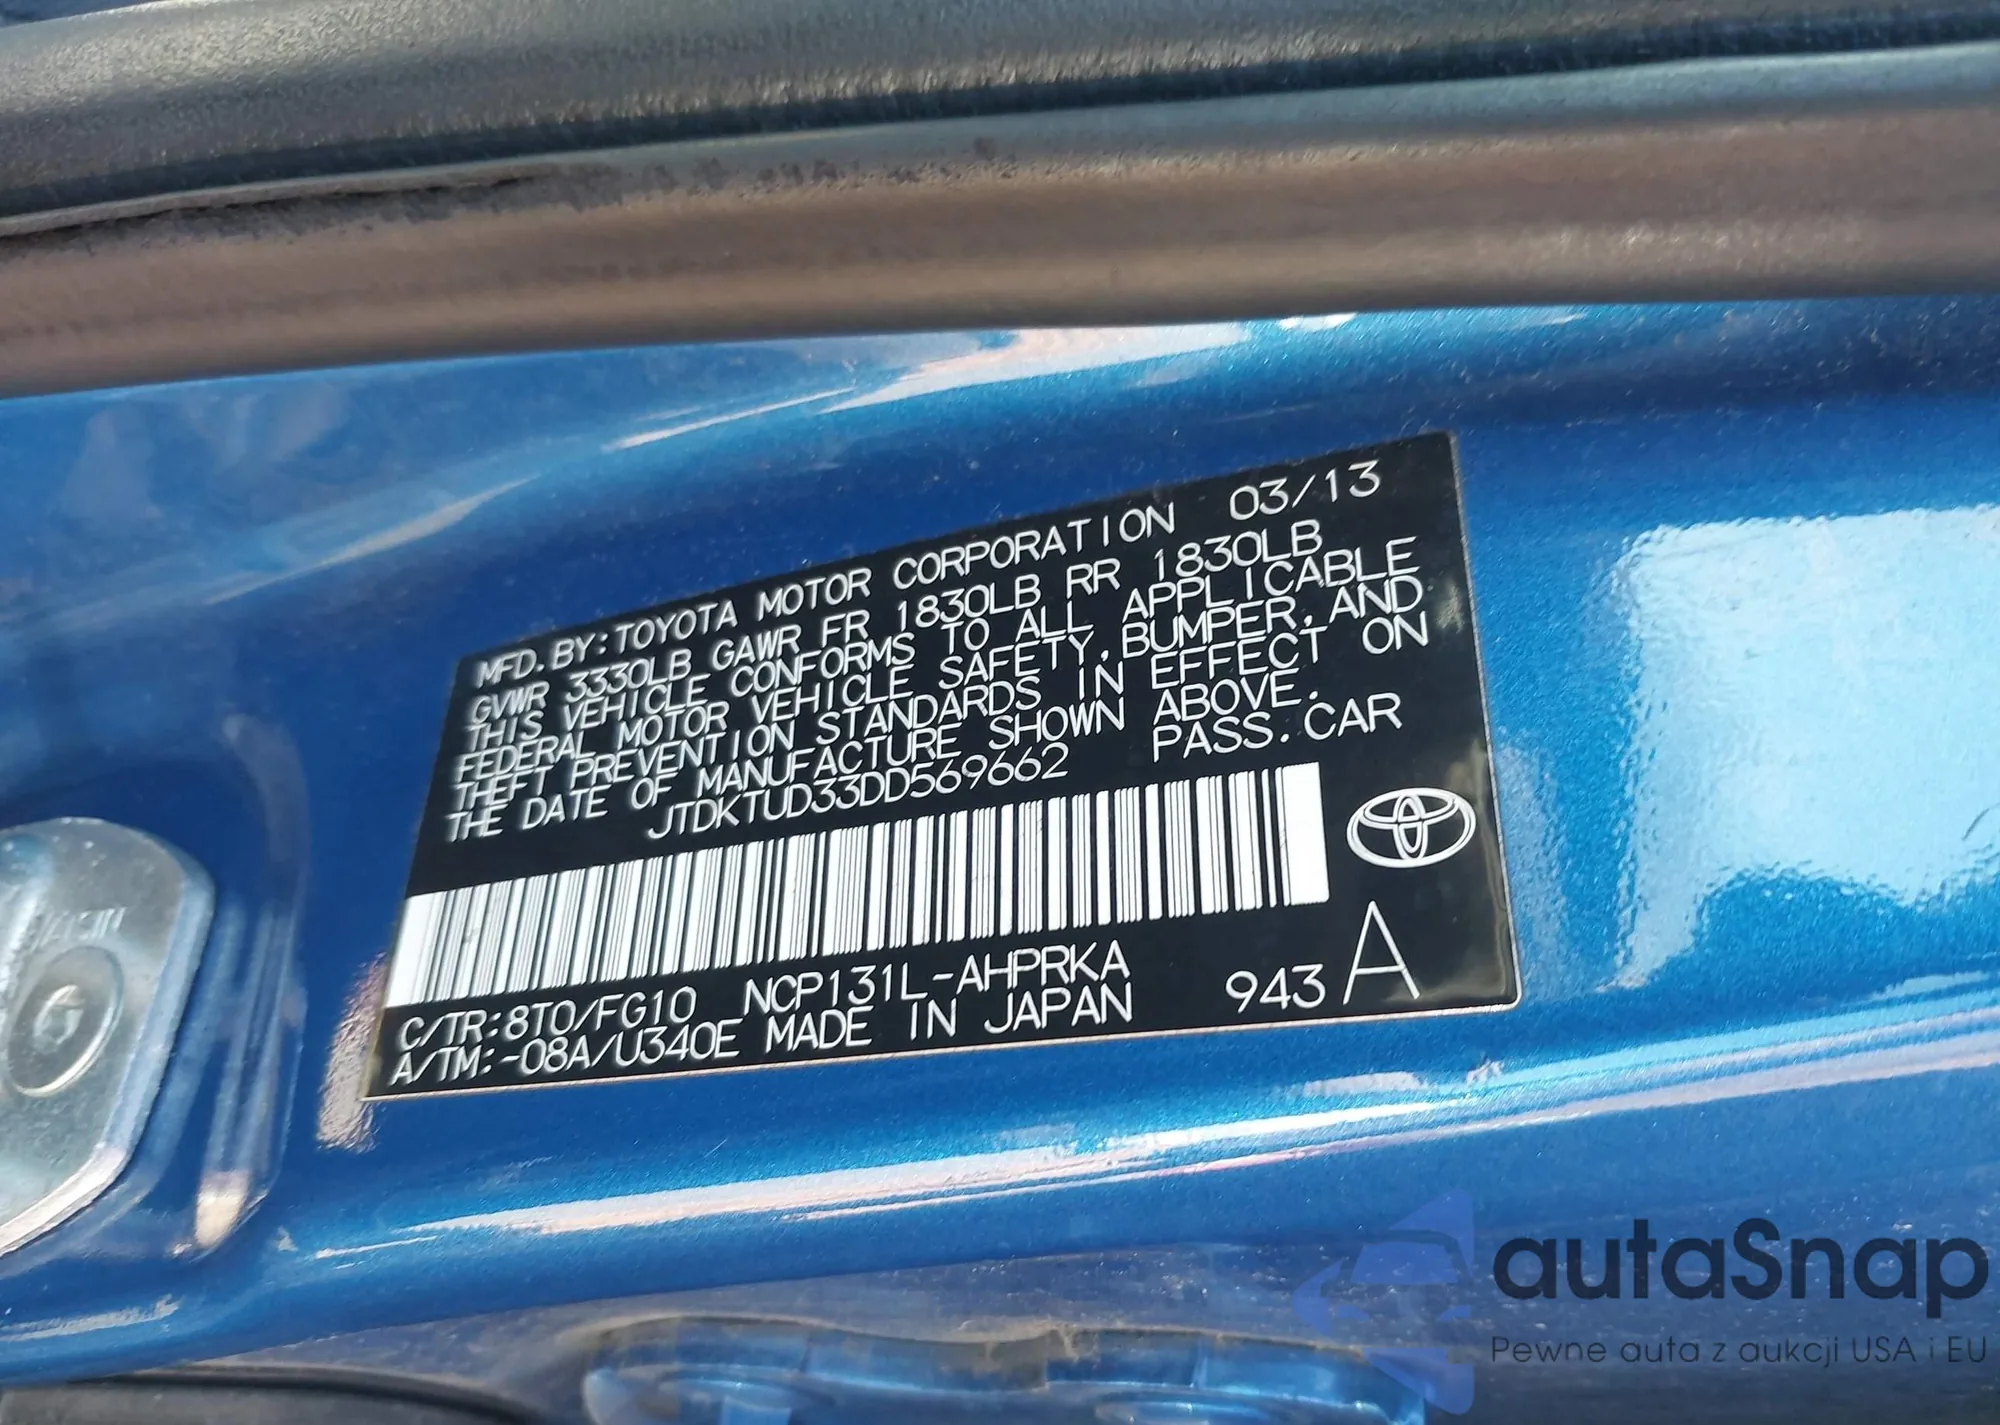 MFD. BY: TOYOTA MOTOR CORPORATION 03/13
GVWR 3330LB GAWR FR 1830LB RR 1830LB
THIS VEHICLE CONFORMS TO ALL APPLICABLE
FEDERAL MOTOR VEHICLE SAFETY, BUMPER, AND
THEFT PREVENTION STANDARDS IN EFFECT ON
THE DATE OF MANUFACTURE SHOWN ABOVE.
JTDKTUD33DD569662 PASS. CAR
C/TR:8T0/FG10 NCP131L-AHPRKA
A/TM:-08A/U340E MADE IN JAPAN 943 A
autaSnap
Pewne auta z aukcji USA i EU